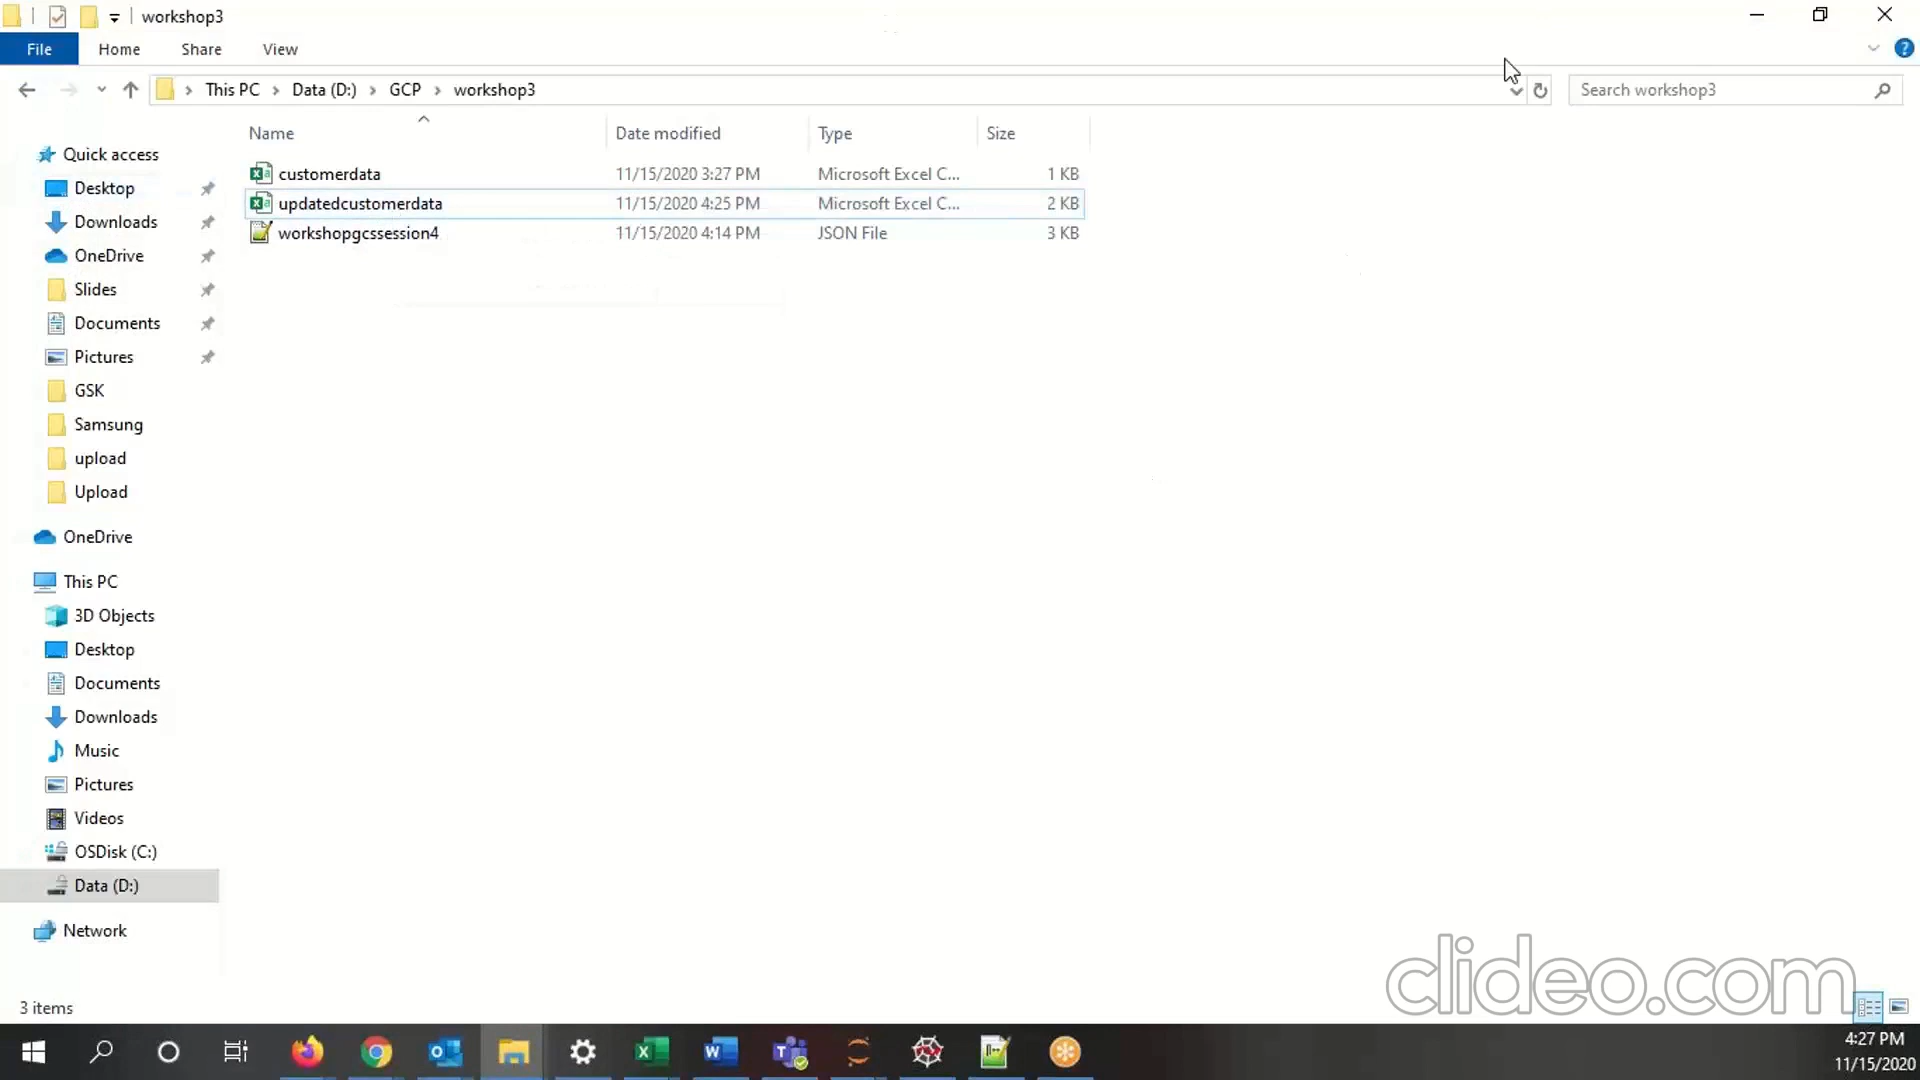 workshop3
File Home Share View
This PC Data (D:) GCP workshop3 Search workshop3
Name Date modified Type Size
customerdata 11/15/2020 3:27 PM Microsoft Excel C... 1 KB
updatedcustomerdata 11/15/2020 4:25 PM Microsoft Excel C... 2 KB
workshopgcssession4 11/15/2020 4:14 PM JSON File 3 KB
Quick access
Desktop
Downloads
OneDrive
Slides
Documents
Pictures
GSK
Samsung
upload
Upload
OneDrive
This PC
3D Objects
Desktop
Documents
Downloads
Music
Pictures
Videos
OSDisk (C:)
Data (D:)
Network
clideo.com
3 items
4:27 PM
11/15/2020